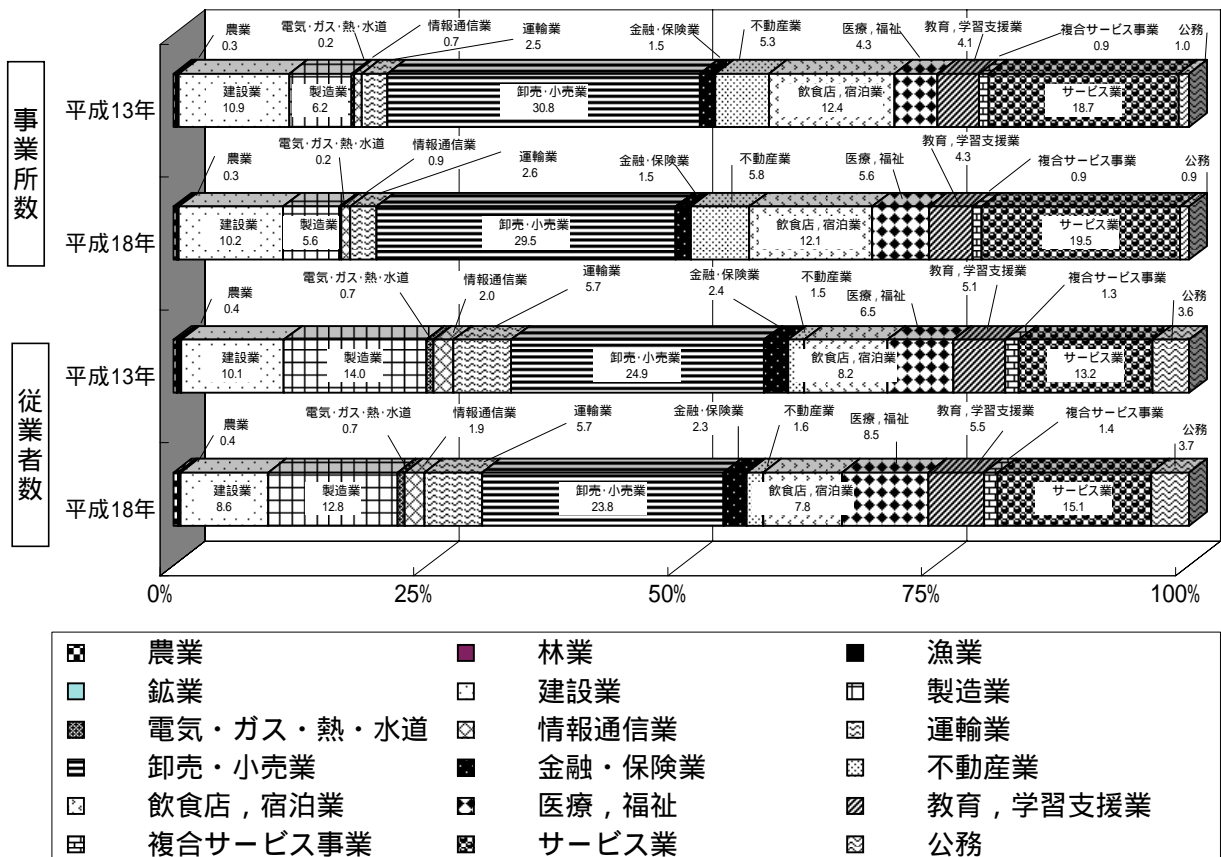 農業 電気・ガス・熱・水道 情報通信業 運輸業 金融・保険業 不動産業 医療,福祉 教育,学習支援業 複合サービス事業 公務
0.3 0.2 0.7 2.5 1.5 5.3 4.3 4.1 0.9 1.0
事業所数
平成13年
建設業 製造業 卸売・小売業 飲食店,宿泊業 サービス業
10.9 6.2 30.8 12.4 18.7
農業 電気・ガス・熱・水道 情報通信業 運輸業 金融・保険業 不動産業 医療,福祉 教育,学習支援業 複合サービス事業 公務
0.3 0.2 0.9 2.6 1.5 5.8 5.6 4.3 0.9 0.9
平成18年
建設業 製造業 卸売・小売業 飲食店,宿泊業 サービス業
10.2 5.6 29.5 12.1 19.5
農業 電気・ガス・熱・水道 情報通信業 運輸業 金融・保険業 不動産業 医療,福祉 教育,学習支援業 複合サービス事業 公務
0.4 0.7 2.0 5.7 2.4 1.5 6.5 5.1 1.3 3.6
従業者数
平成13年
建設業 製造業 卸売・小売業 飲食店,宿泊業 サービス業
10.1 14.0 24.9 8.2 13.2
農業 電気・ガス・熱・水道 情報通信業 運輸業 金融・保険業 不動産業 医療,福祉 教育,学習支援業 複合サービス事業 公務
0.4 0.7 1.9 5.7 2.3 1.6 8.5 5.5 1.4 3.7
平成18年
建設業 製造業 卸売・小売業 飲食店,宿泊業 サービス業
8.6 12.8 23.8 7.8 15.1
0% 25% 50% 75% 100%
農業 林業 漁業
鉱業 建設業 製造業
電気・ガス・熱・水道 情報通信業 運輸業
卸売・小売業 金融・保険業 不動産業
飲食店,宿泊業 医療,福祉 教育,学習支援業
複合サービス事業 サービス業 公務